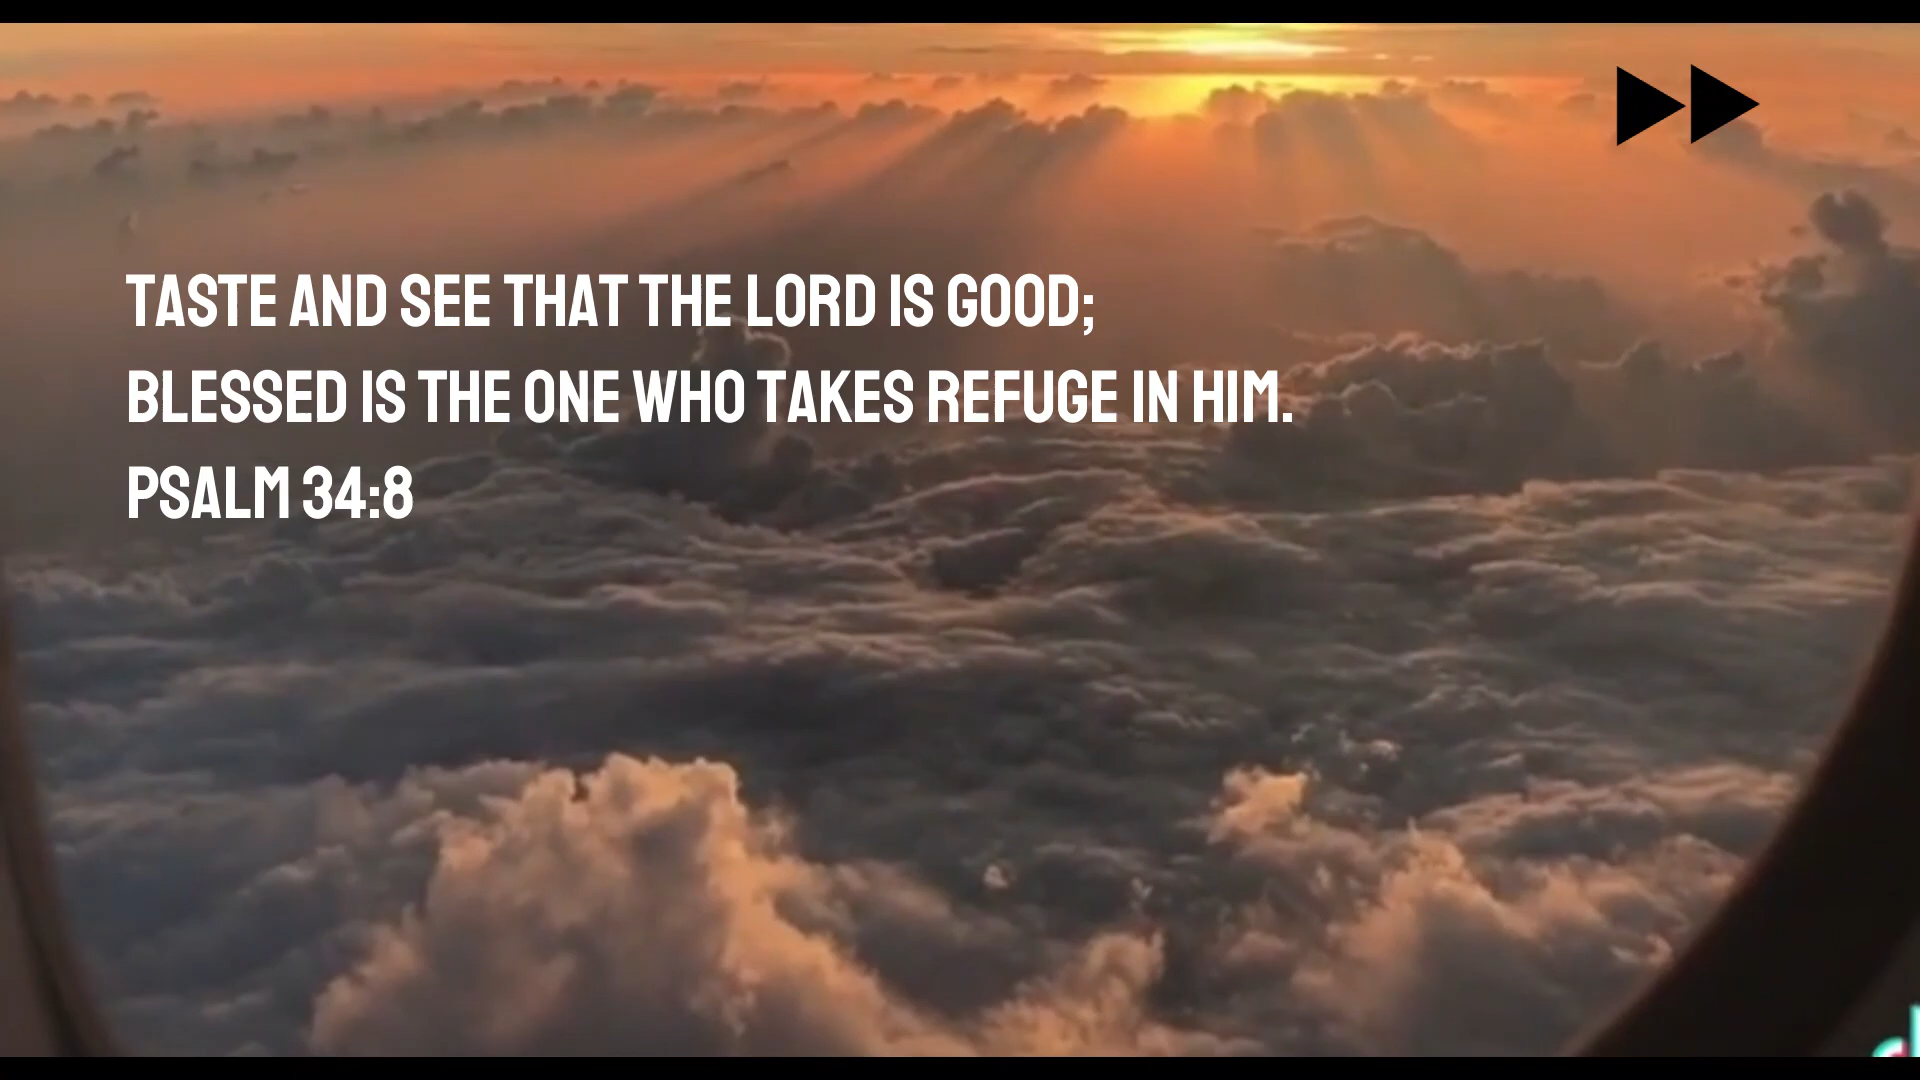 TASTE AND SEE THAT THE LORD IS GOOD;
BLESSED IS THE ONE WHO TAKES REFUGE IN HIM.
PSALM 34:8